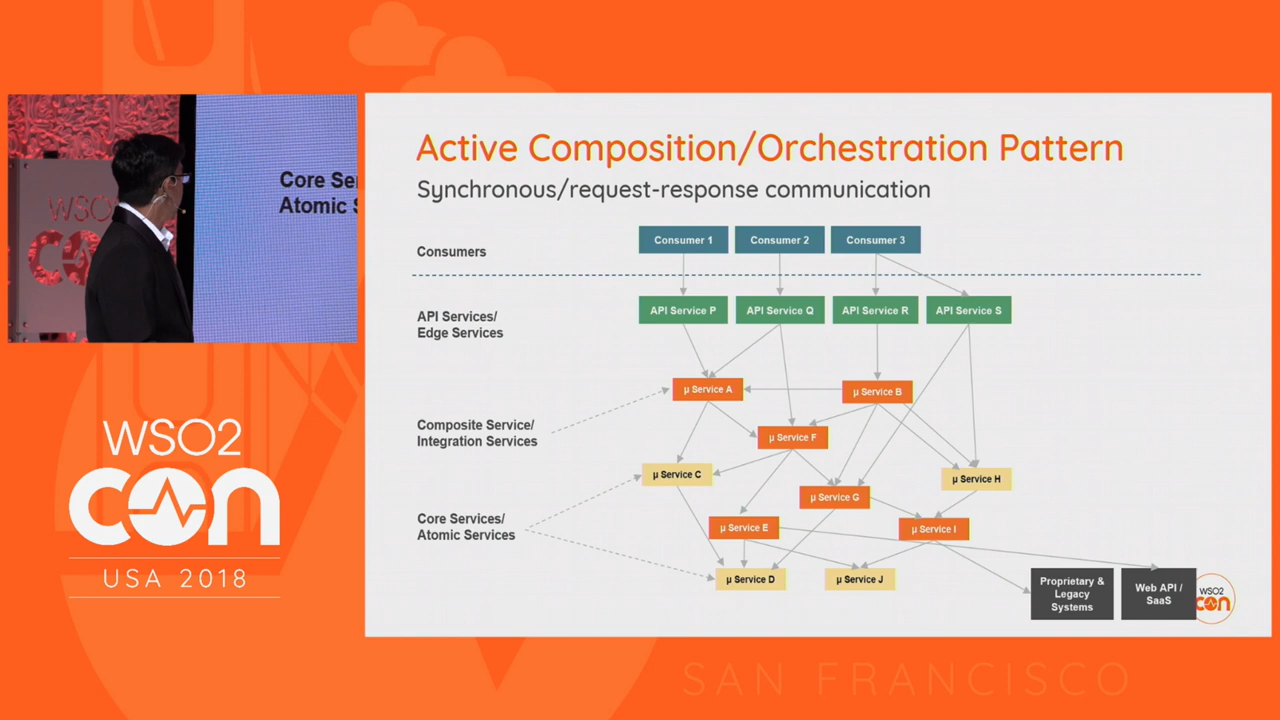 Active Composition/Orchestration Pattern
Synchronous/request-response communication
Consumers
Consumer 1
Consumer 2
Consumer 3
API Services/
Edge Services
API Service P
API Service Q
API Service R
API Service S
µ Service A
µ Service B
Composite Service/
Integration Services
µ Service F
µ Service C
µ Service H
µ Service G
Core Services/
Atomic Services
µ Service E
µ Service I
µ Service D
µ Service J
Proprietary &
Legacy
Systems
Web API /
SaaS
WSO2
con
Core Ser
Atomic S
WSO2
CO
WSO2
con
USA 2018
SAN FRANCISCO